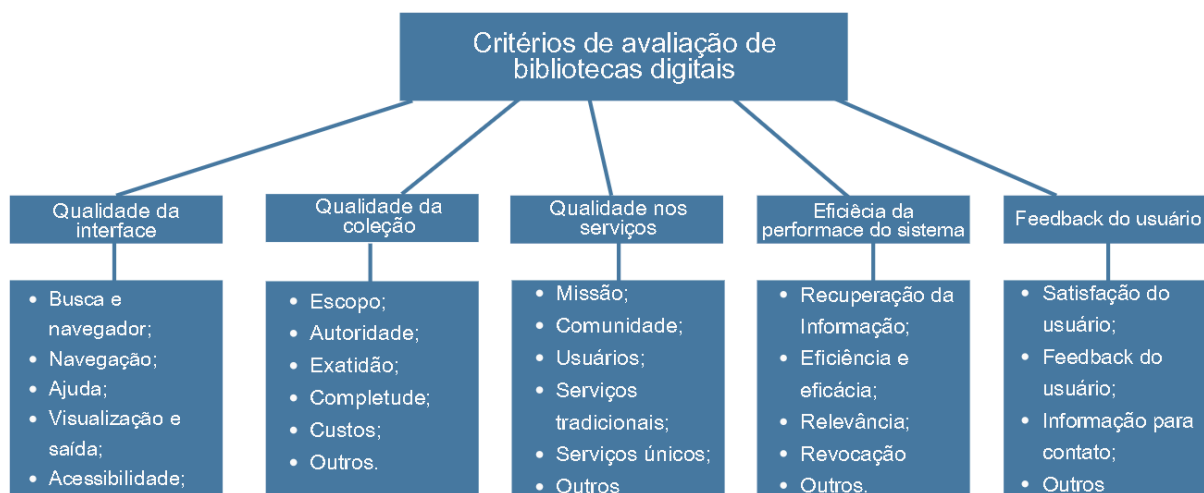 Critérios de avaliação de
bibliotecas digitais
Qualidade da
interface
• Busca e
navegador;
• Navegação;
• Ajuda;
• Visualização e
saída;
• Acessibilidade;
Qualidade da
coleção
• Escopo;
• Autoridade;
• Exatidão;
• Completude;
• Custos;
• Outros.
Qualidade nos
serviços
• Missão;
• Comunidade;
• Usuários;
• Serviços
tradicionais;
• Serviços únicos;
• Outros
Eficiêcia da
performace do sistema
• Recuperação da
Informação;
• Eficiência e
eficácia;
• Relevância;
• Revocação
• Outros.
Feedback do usuário
• Satisfação do
usuário;
• Feedback do
usuário;
• Informação para
contato;
• Outros